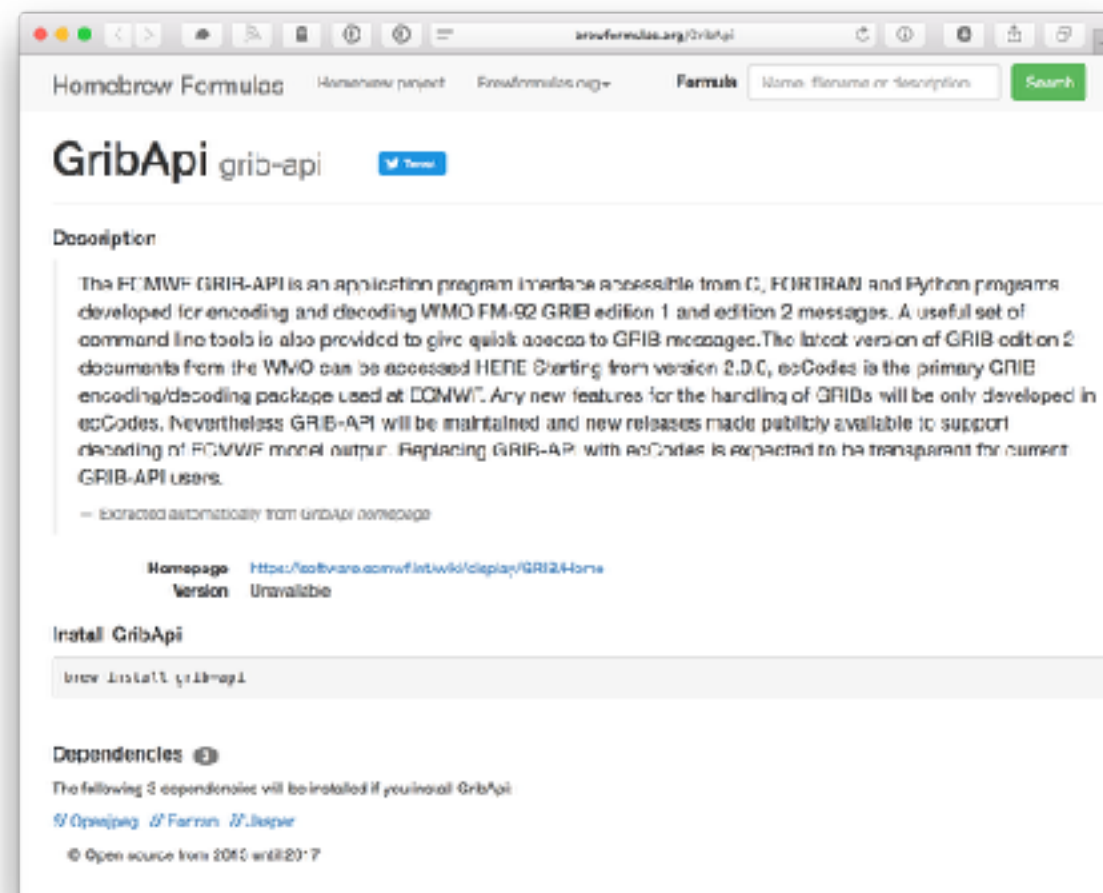 brewformulas.org/GribApi
Homebrew Formulas Homebrew project Brewformulas.org Formula Name, filename or description Search
GribApi grib-api Tweet
Description
The ECMWF GRIB-API is an application program interface accessible from C, FORTRAN and Python programs
developed for encoding and decoding WMO FM-92 GRIB edition 1 and edition 2 messages. A useful set of
command line tools is also provided to give quick access to GRIB messages.The latest version of GRIB edition 2
documents from the WMO can be accessed HERE Starting from version 2.0.0, ecCodes is the primary GRIB
encoding/decoding package used at ECMWF. Any new features for the handling of GRIBs will be only developed in
ecCodes. Nevertheless GRIB-API will be maintained and new releases made publicly available to support
decoding of ECMWF model output. Replacing GRIB-API with ecCodes is expected to be transparent for current
GRIB-API users.
— Extracted automatically from GribApi homepage
Homepage https://software.ecmwf.int/wiki/display/GRIB/Home
Version Unavailable
Install GribApi
brew install grib-api
Dependencies 3
The following 3 dependencies will be installed if you install GribApi:
Openjpeg Fortran Jasper
© Open source from 2013 until 2017